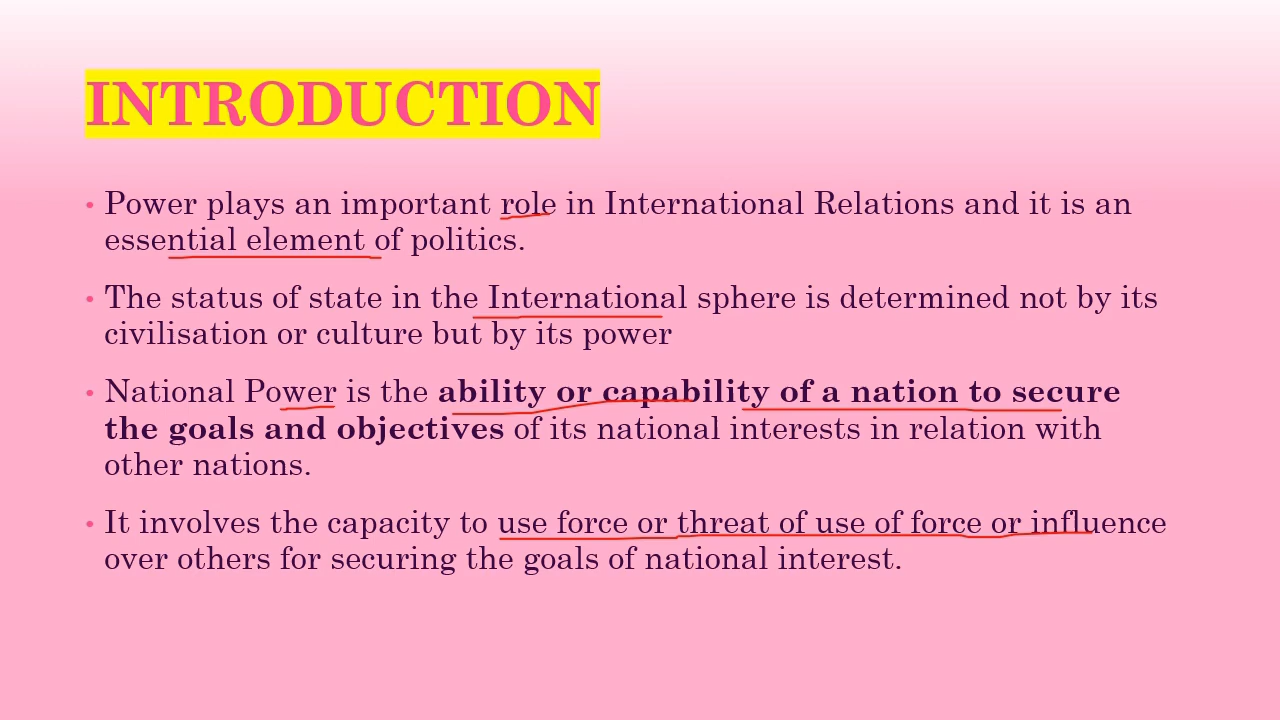 INTRODUCTION
• Power plays an important role in International Relations and it is an
essential element of politics.
• The status of state in the International sphere is determined not by its
civilisation or culture but by its power
• National Power is the ability or capability of a nation to secure
the goals and objectives of its national interests in relation with
other nations.
• It involves the capacity to use force or threat of use of force or influence
over others for securing the goals of national interest.